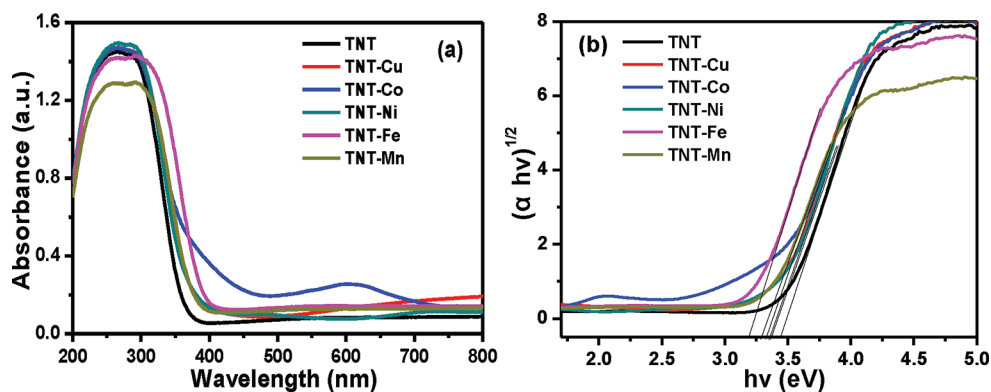 1.6
1.2
0.8
0.4
0.0
200
300
400
500
600
700
800
Absorbance (a.u.)
Wavelength (nm)
(a)
TNT
TNT-Cu
TNT-Co
TNT-Ni
TNT-Fe
TNT-Mn
8
6
4
2
0
2.0
2.5
3.0
3.5
4.0
4.5
5.0
(α hν)^1/2
hν (eV)
(b)
TNT
TNT-Cu
TNT-Co
TNT-Ni
TNT-Fe
TNT-Mn